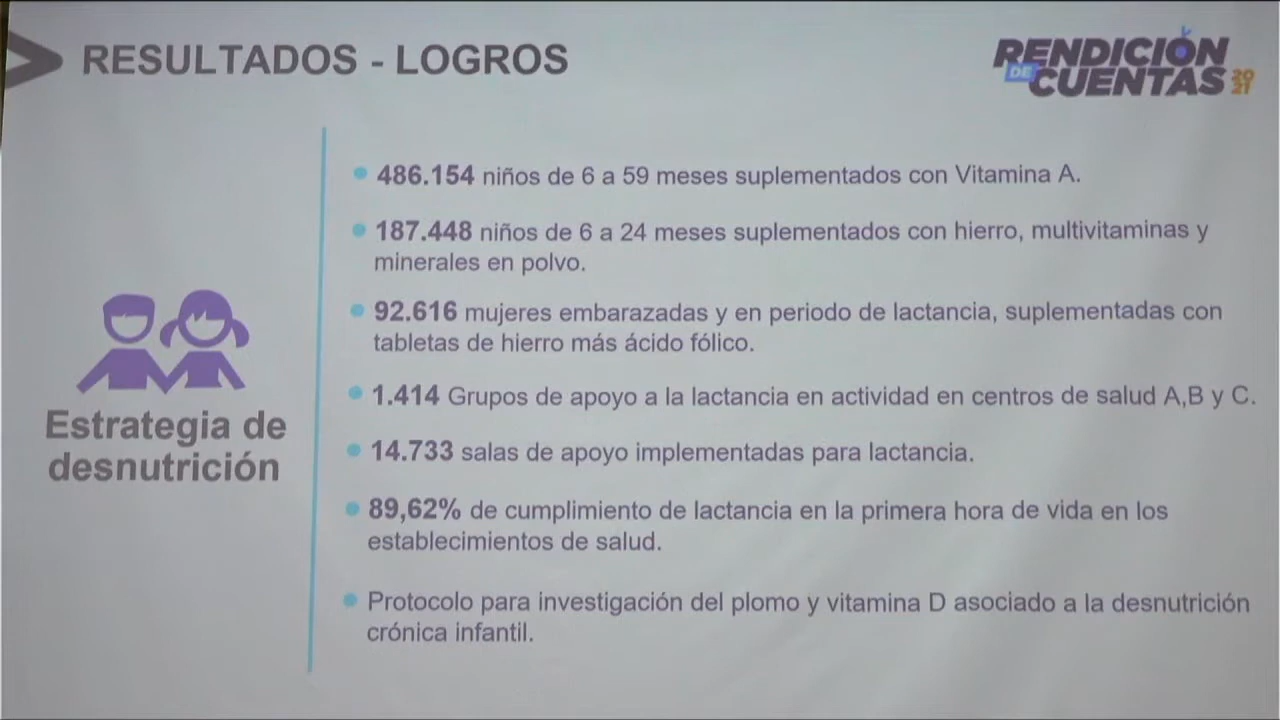 RESULTADOS - LOGROS
RENDICIÓN
DE CUENTAS 2021
486.154 niños de 6 a 59 meses suplementados con Vitamina A.
187.448 niños de 6 a 24 meses suplementados con hierro, multivitaminas y
minerales en polvo.
92.616 mujeres embarazadas y en periodo de lactancia, suplementadas con
tabletas de hierro más ácido fólico.
1.414 Grupos de apoyo a la lactancia en actividad en centros de salud A,B y C.
14.733 salas de apoyo implementadas para lactancia.
89,62% de cumplimiento de lactancia en la primera hora de vida en los
establecimientos de salud.
Protocolo para investigación del plomo y vitamina D asociado a la desnutrición
crónica infantil.
Estrategia de
desnutrición